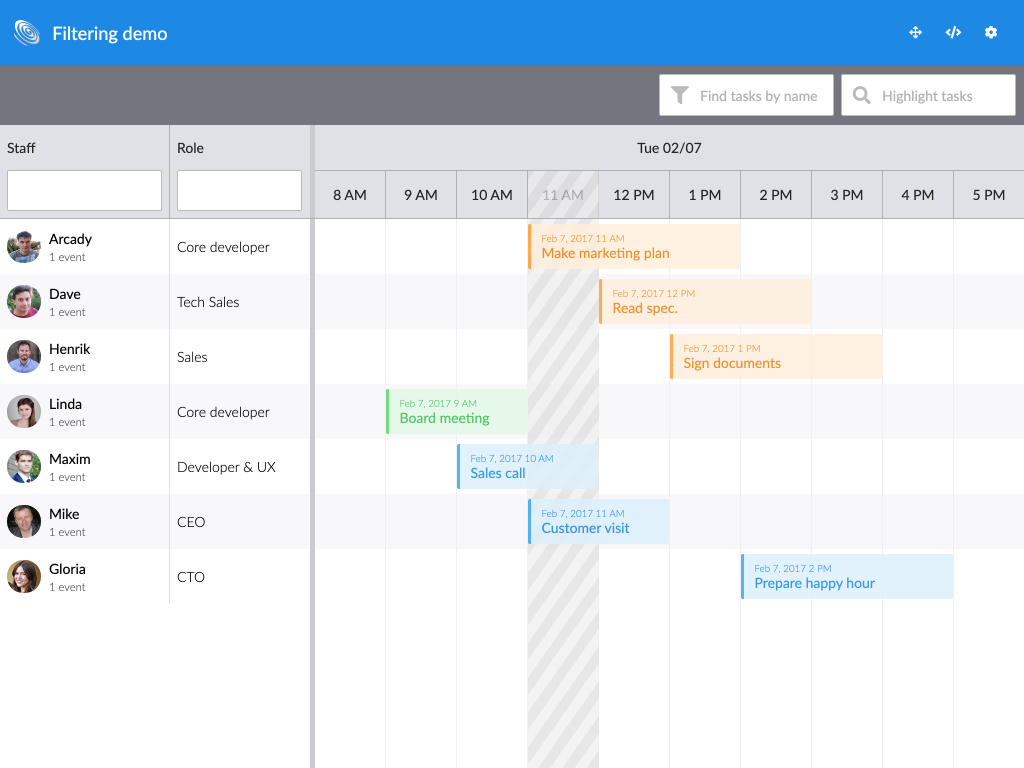 Filtering demo
Find tasks by name
Highlight tasks
Staff
Role
Tue 02/07
8 AM
9 AM
10 AM
11 AM
12 PM
1 PM
2 PM
3 PM
4 PM
5 PM
Arcady
1 event
Core developer
Feb 7, 2017 11 AM
Make marketing plan
Dave
1 event
Tech Sales
Feb 7, 2017 12 PM
Read spec.
Henrik
1 event
Sales
Feb 7, 2017 1 PM
Sign documents
Linda
1 event
Core developer
Feb 7, 2017 9 AM
Board meeting
Maxim
1 event
Developer & UX
Feb 7, 2017 10 AM
Sales call
Mike
1 event
CEO
Feb 7, 2017 11 AM
Customer visit
Gloria
1 event
CTO
Feb 7, 2017 2 PM
Prepare happy hour